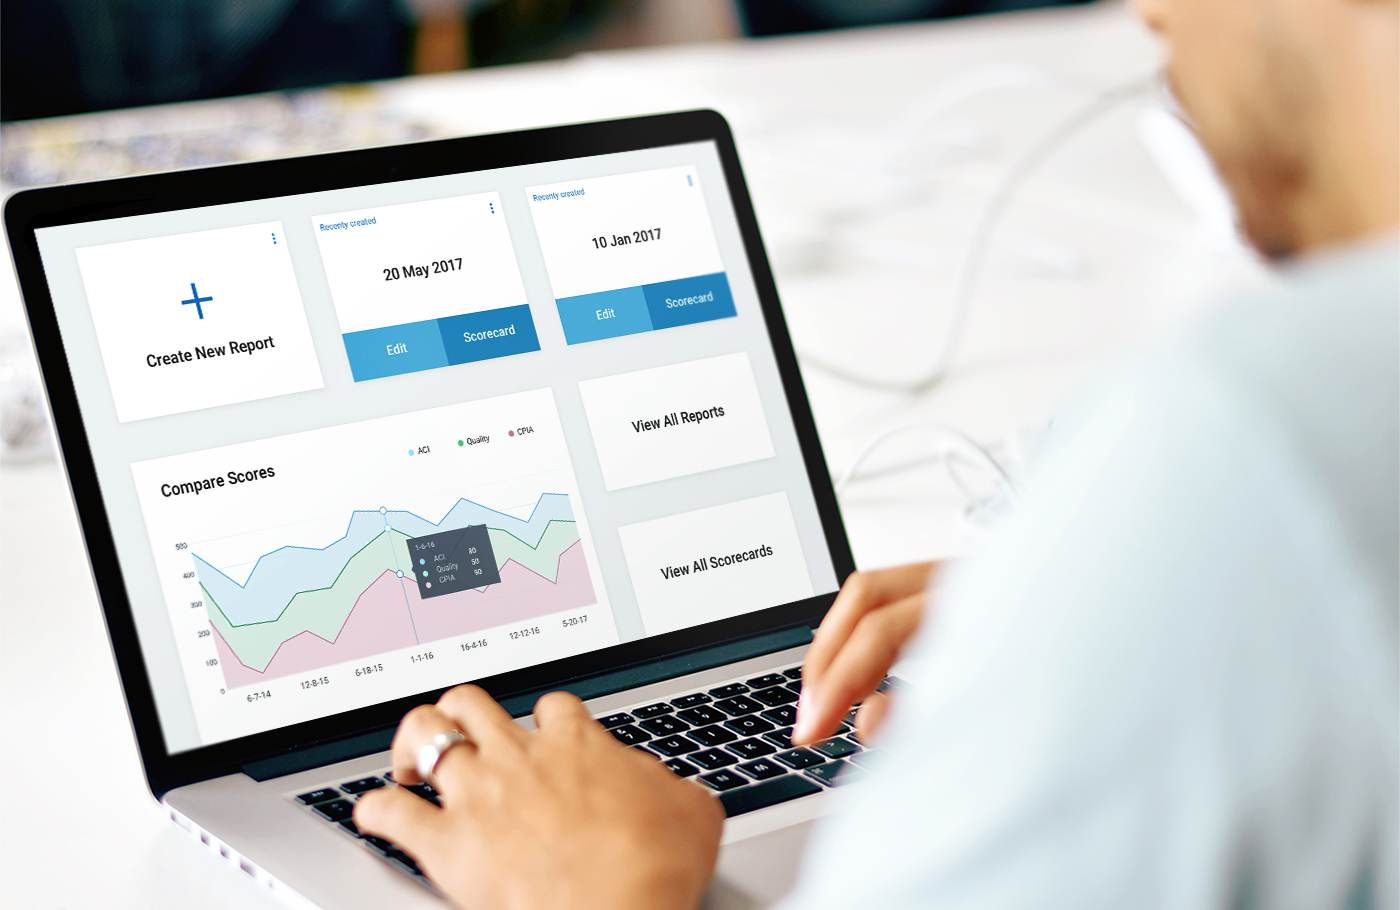 Recenty created
Recenty created
20 May 2017
10 Jan 2017
Create New Report
Edit
Scorecard
Edit
Scorecard
Compare Scores
ACI
Quality
CPIA
View All Reports
View All Scorecards
500
400
300
200
100
0
1-6-16
ACI 80
Quality 50
CPIA 90
6-7-14
12-8-15
6-18-15
1-1-16
16-4-16
12-12-16
5-20-17